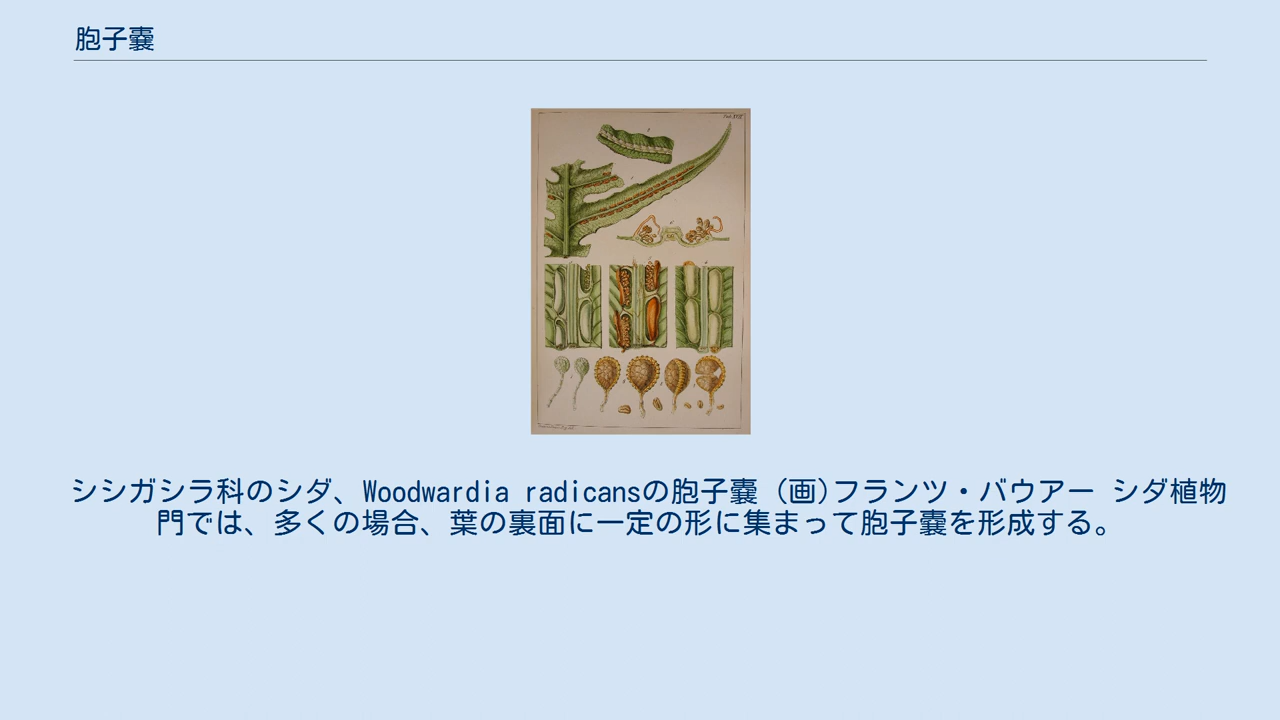 胞子嚢
シシガシラ科のシダ、Woodwardia radicansの胞子嚢 (画)フランツ・バウアー シダ植物
門では、多くの場合、葉の裏面に一定の形に集まって胞子嚢を形成する。